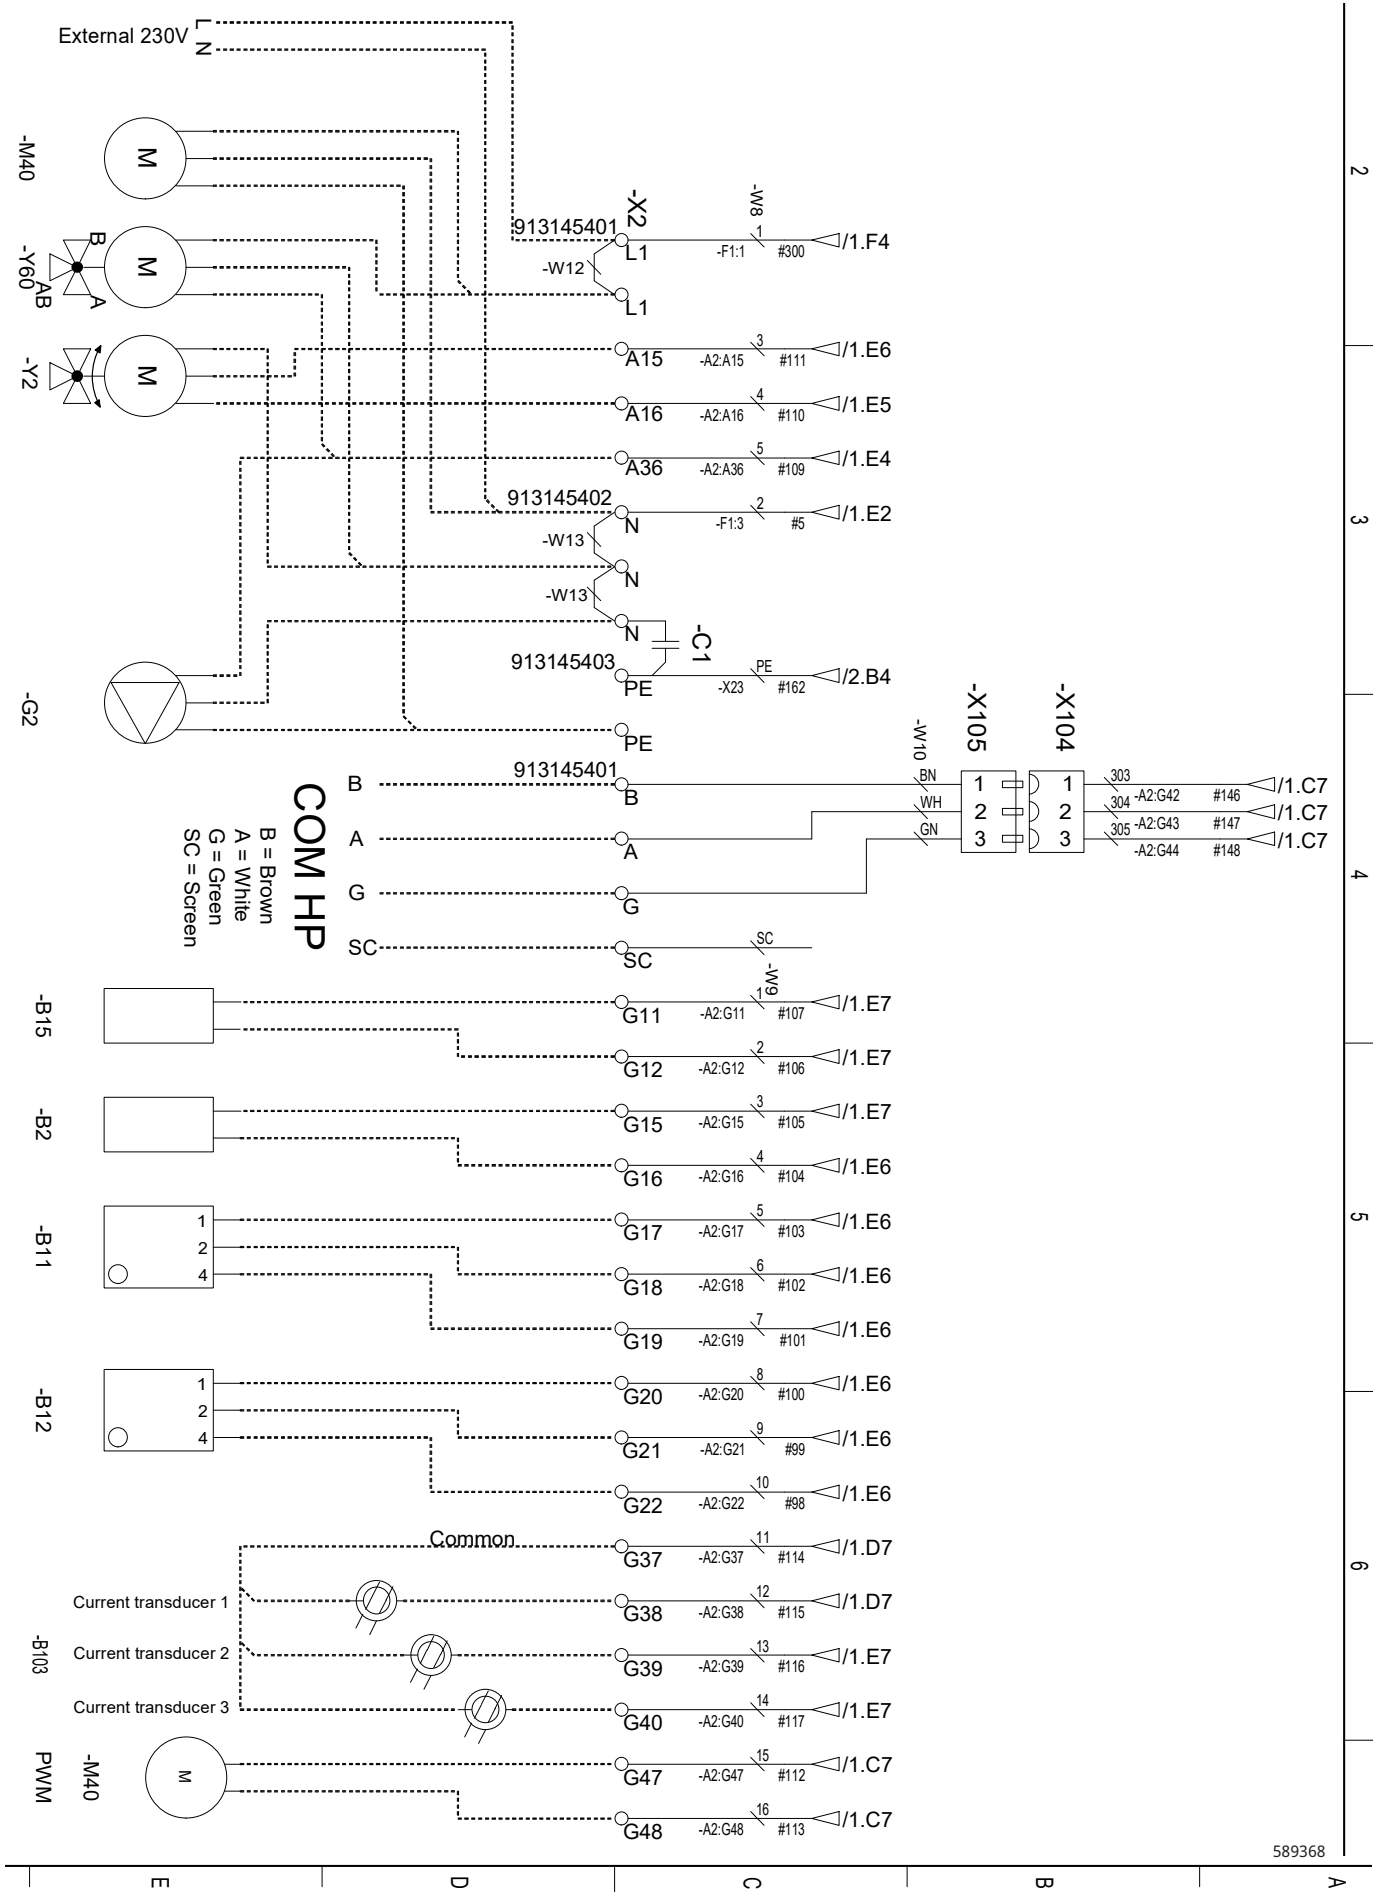 External 230V
L
N
-M40
M
-Y60
B
A
AB
M
-Y2
M
-G2
-X2
-W8
913145401
L1
-F1:1
1
#300
/1.F4
-W12
L1
A15
-A2:A15
3
#111
/1.E6
A16
-A2:A16
4
#110
/1.E5
A36
-A2:A36
5
#109
/1.E4
913145402
N
-F1:3
2
#5
/1.E2
-W13
N
-W13
N
-C1
913145403
PE
-X23
PE
#162
/2.B4
PE
-W10
-X105
-X104
B
913145401
B
BN
1
1
303
-A2:G42
#146
/1.C7
A
A
WH
2
2
304
-A2:G43
#147
/1.C7
G
G
GN
3
3
305
-A2:G44
#148
/1.C7
SC
SC
SC
COM HP
B = Brown
A = White
G = Green
SC = Screen
-W9
-B15
G11
-A2:G11
1
#107
/1.E7
G12
-A2:G12
2
#106
/1.E7
-B2
G15
-A2:G15
3
#105
/1.E7
G16
-A2:G16
4
#104
/1.E6
-B11
1
2
4
G17
-A2:G17
5
#103
/1.E6
G18
-A2:G18
6
#102
/1.E6
G19
-A2:G19
7
#101
/1.E6
-B12
1
2
4
G20
-A2:G20
8
#100
/1.E6
G21
-A2:G21
9
#99
/1.E6
G22
-A2:G22
10
#98
/1.E6
Common
G37
-A2:G37
11
#114
/1.D7
-B103
Current transducer 1
G38
-A2:G38
12
#115
/1.D7
Current transducer 2
G39
-A2:G39
13
#116
/1.E7
Current transducer 3
G40
-A2:G40
14
#117
/1.E7
PWM
-M40
M
G47
-A2:G47
15
#112
/1.C7
G48
-A2:G48
16
#113
/1.C7
2
3
4
5
6
589368
E
D
C
B
A